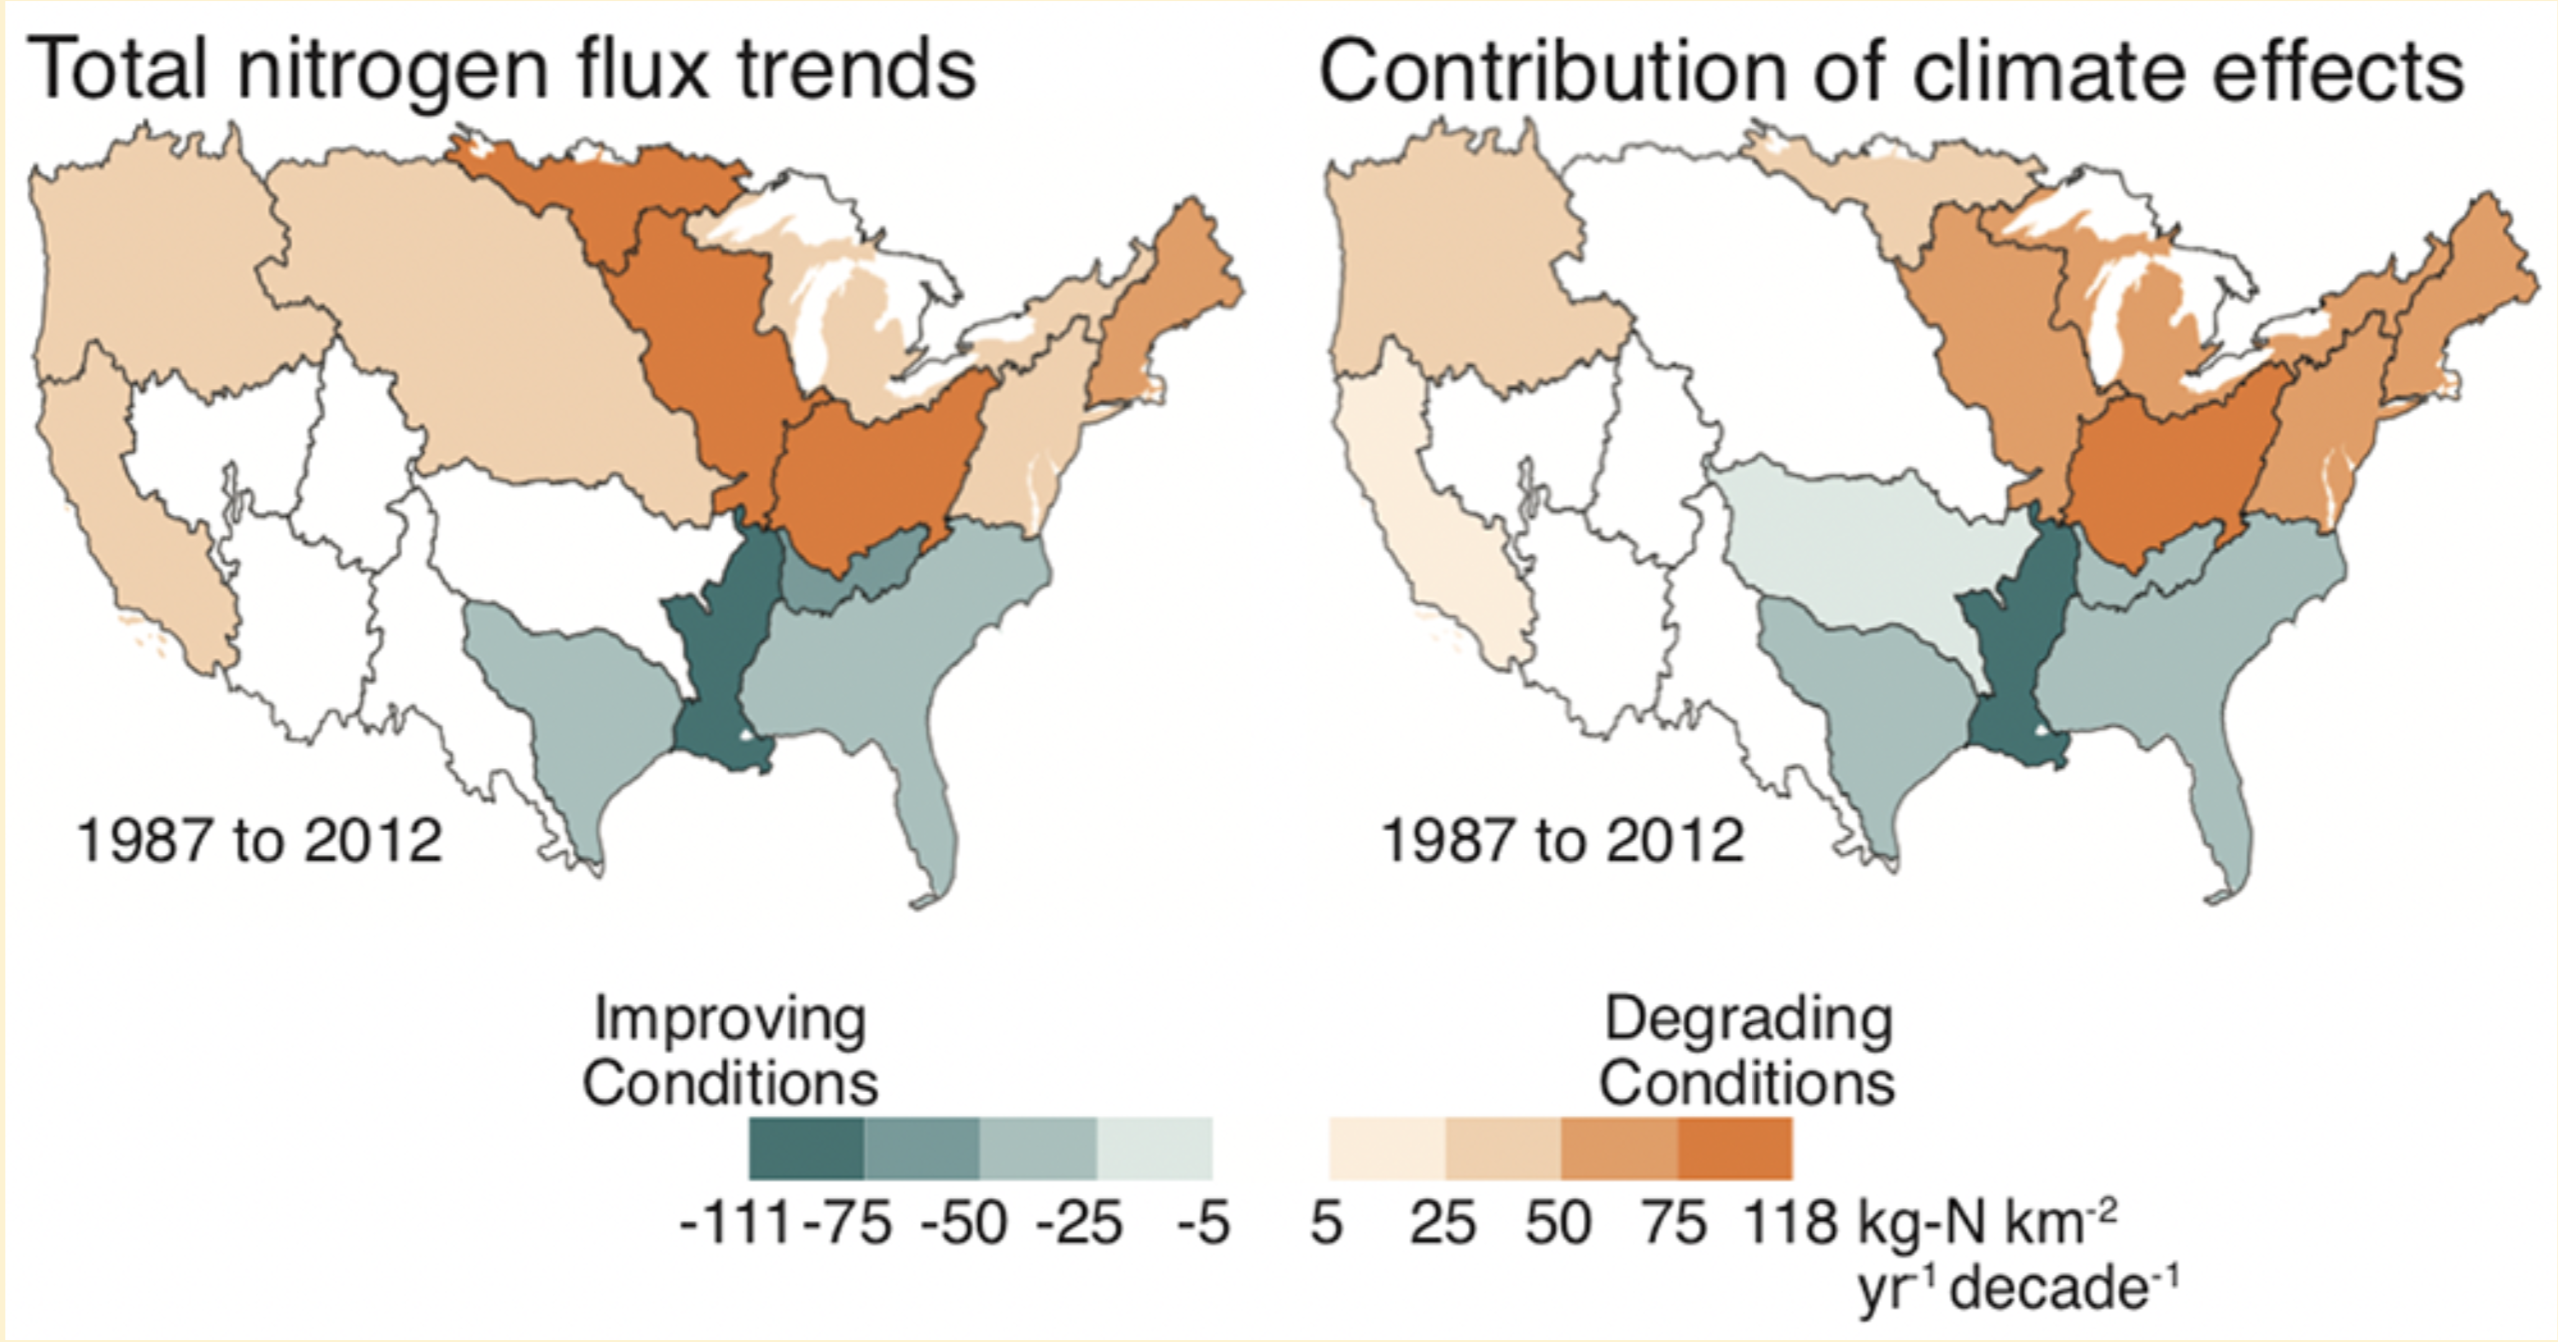 Total nitrogen flux trends
Contribution of climate effects
1987 to 2012
1987 to 2012
Improving
Conditions
Degrading
Conditions
-111 -75 -50 -25 -5
5 25 50 75 118 kg-N km⁻²
yr⁻¹ decade⁻¹